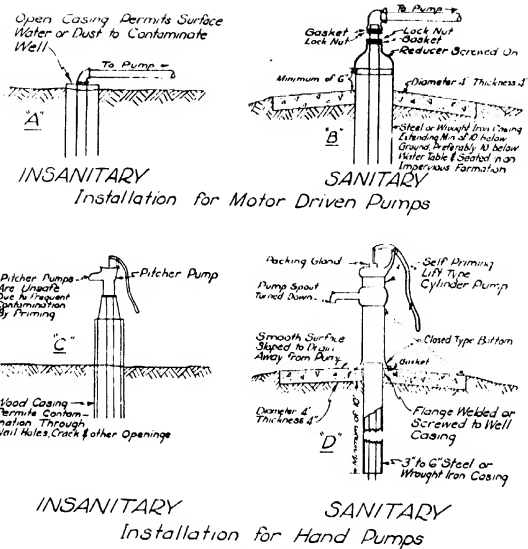 Open Casing Permits Surface
Water or Dust to Contaminate
Well
To Pump
"A"
INSANITARY
To Pump
Gasket
Lock Nut
Lock Nut
Gasket
Reducer Screwed On
Minimum of 6"
Diameter 4' Thickness 4"
"B"
Steel or Wrought Iron Casing
Extending Min of 10' below
Ground, Preferably 10' below
Water Table & Seated in an
Impervious Formation
SANITARY
Installation for Motor Driven Pumps
Pitcher Pumps
Are Unsafe
Due to Frequent
Contamination
By Priming
Pitcher Pump
"C"
Wood Casing
Permits Contam-
ination Through
Nail Holes, Crack & other Openings
INSANITARY
Packing Gland
Self Priming
Lift Type
Cylinder Pump
Pump Spout
Turned Down
Smooth Surface
Sloped to Drain
Away from Pump
Closed Type Bottom
Gasket
Diameter 4'
Thickness 4"
"D"
Minimum of 10'
Flange Welded or
Screwed to Well
Casing
3" to 6" Steel or
Wrought Iron Casing
SANITARY
Installation for Hand Pumps